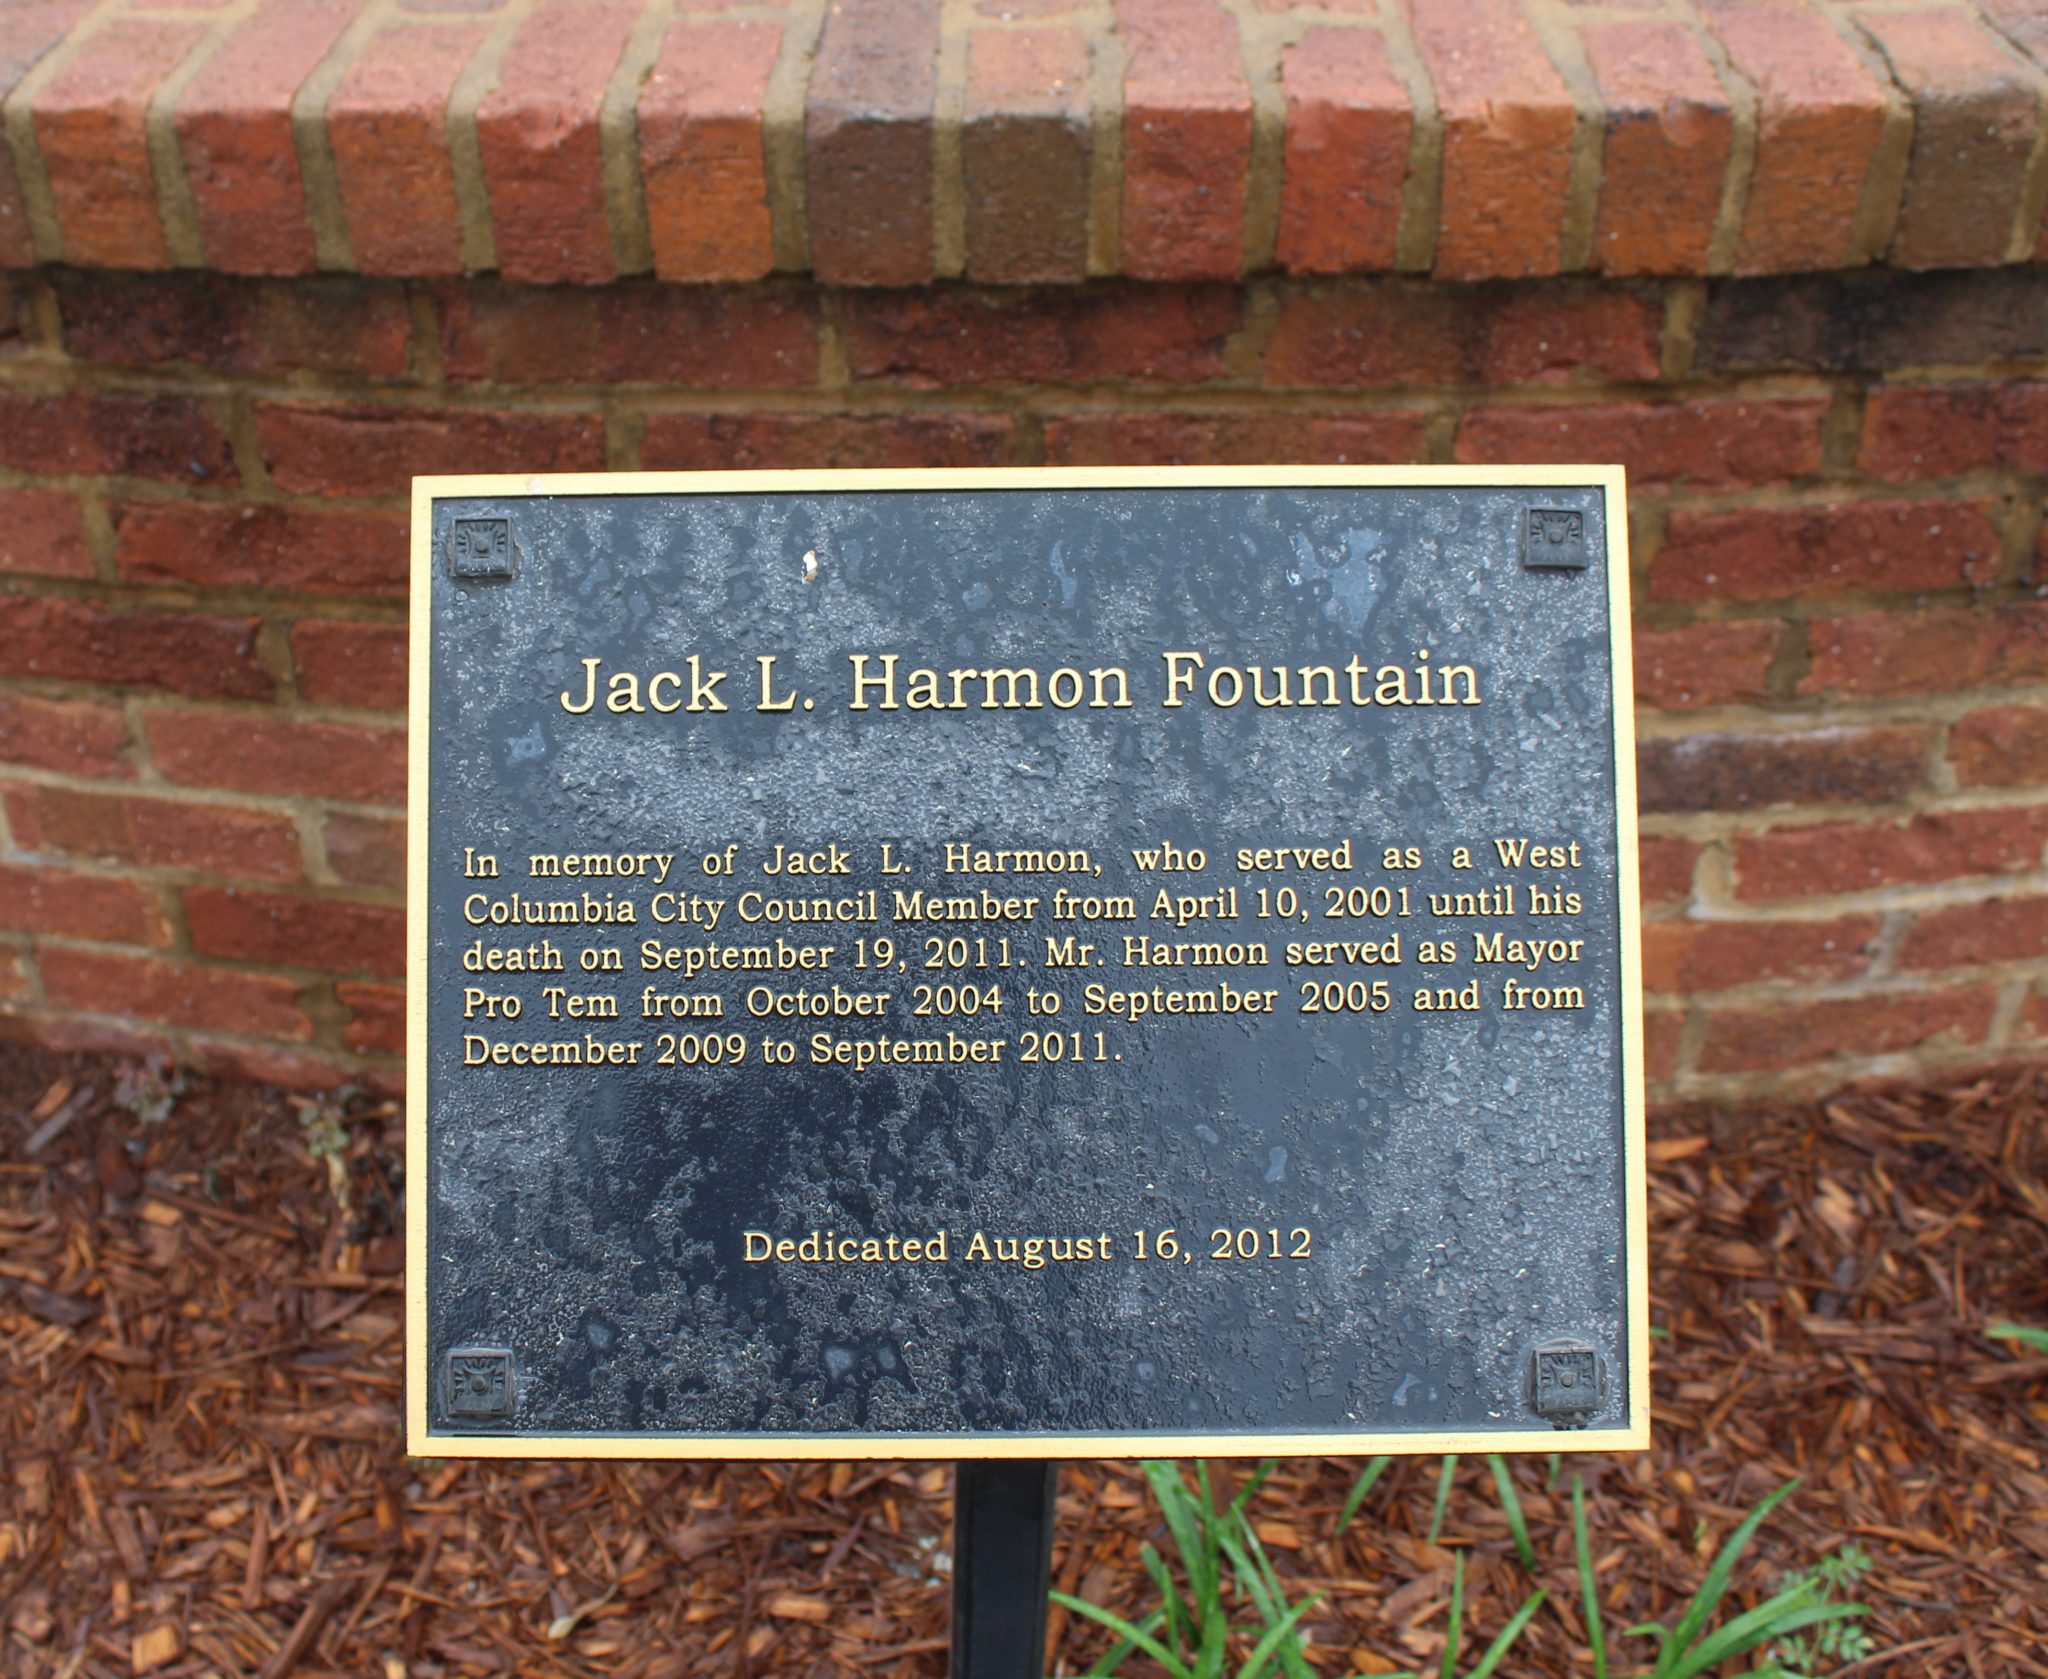 Jack L. Harmon Fountain
In memory of Jack L. Harmon, who served as a West
Columbia City Council Member from April 10, 2001 until his
death on September 19, 2011. Mr. Harmon served as Mayor
Pro Tem from October 2004 to September 2005 and from
December 2009 to September 2011.
Dedicated August 16, 2012